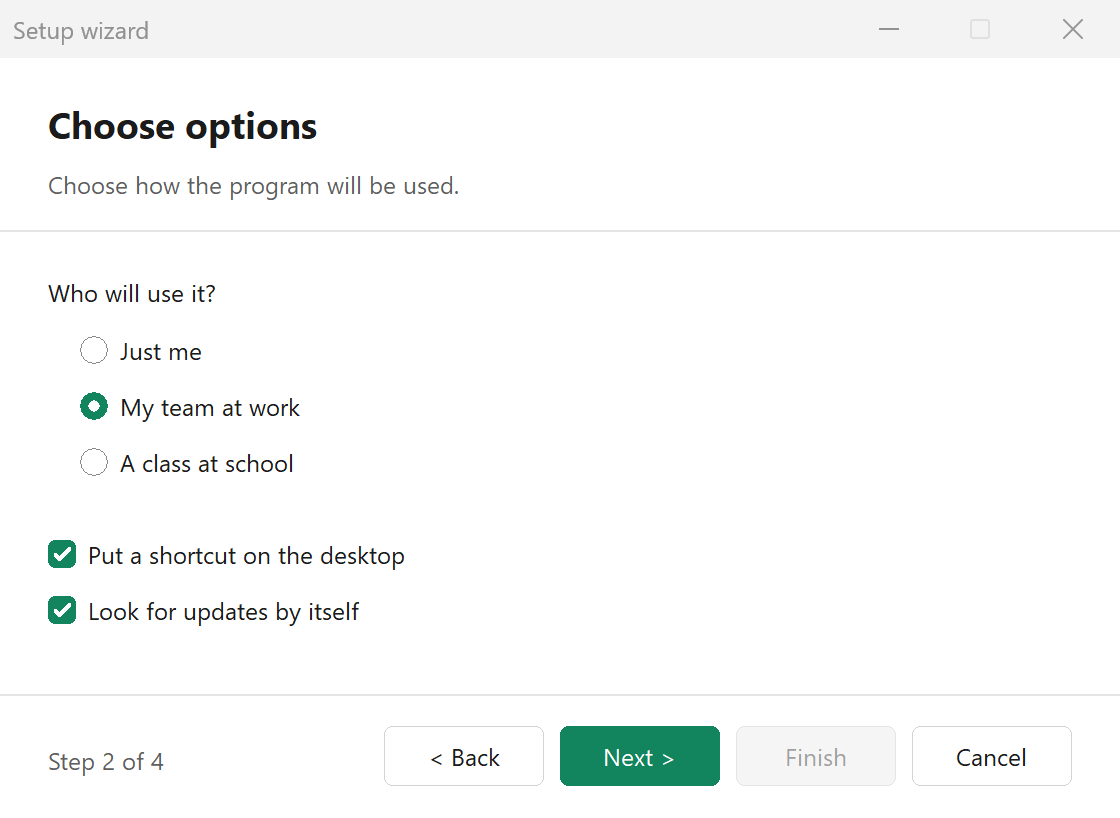 Setup wizard
Choose options
Choose how the program will be used.
Who will use it?
Just me
My team at work
A class at school
Put a shortcut on the desktop
Look for updates by itself
Step 2 of 4
< Back
Next >
Finish
Cancel